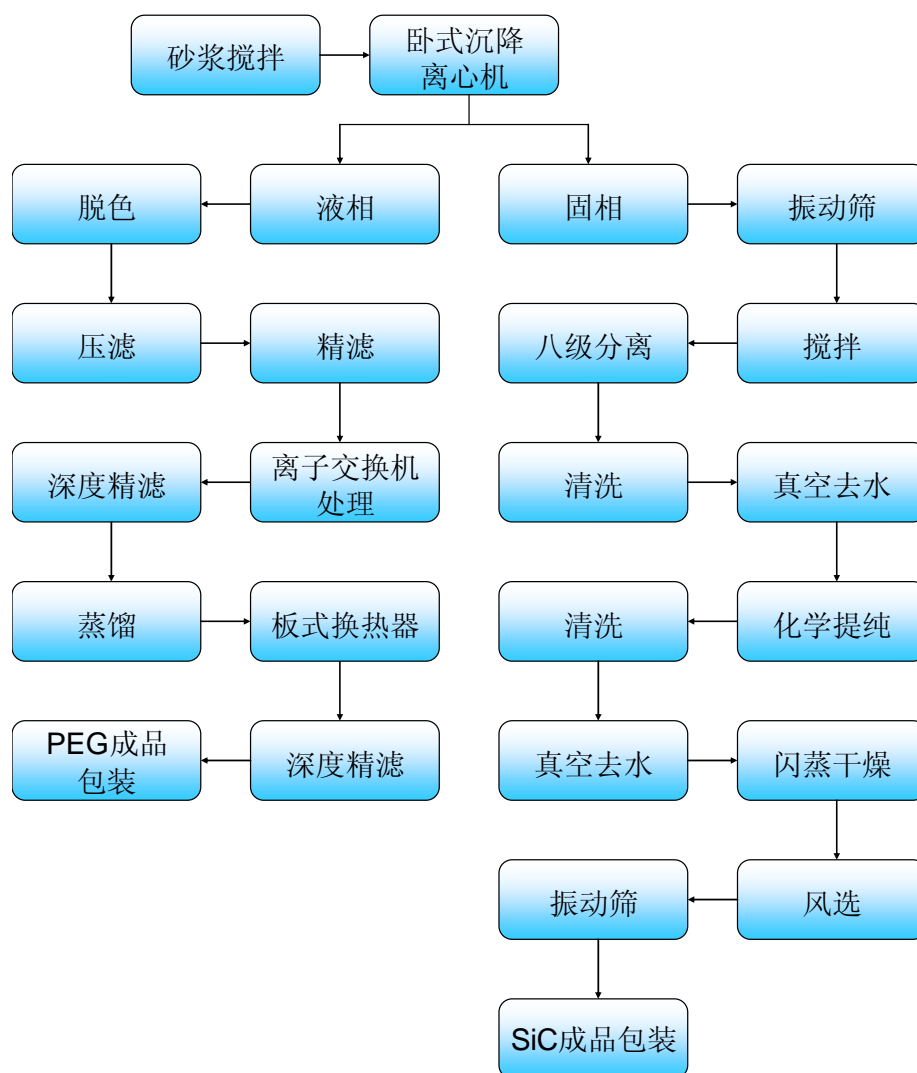 砂浆搅拌
卧式沉降
离心机
脱色
液相
固相
振动筛
压滤
精滤
八级分离
搅拌
深度精滤
离子交换机
处理
清洗
真空去水
蒸馏
板式换热器
清洗
化学提纯
PEG成品
包装
深度精滤
真空去水
闪蒸干燥
振动筛
风选
SiC成品包装